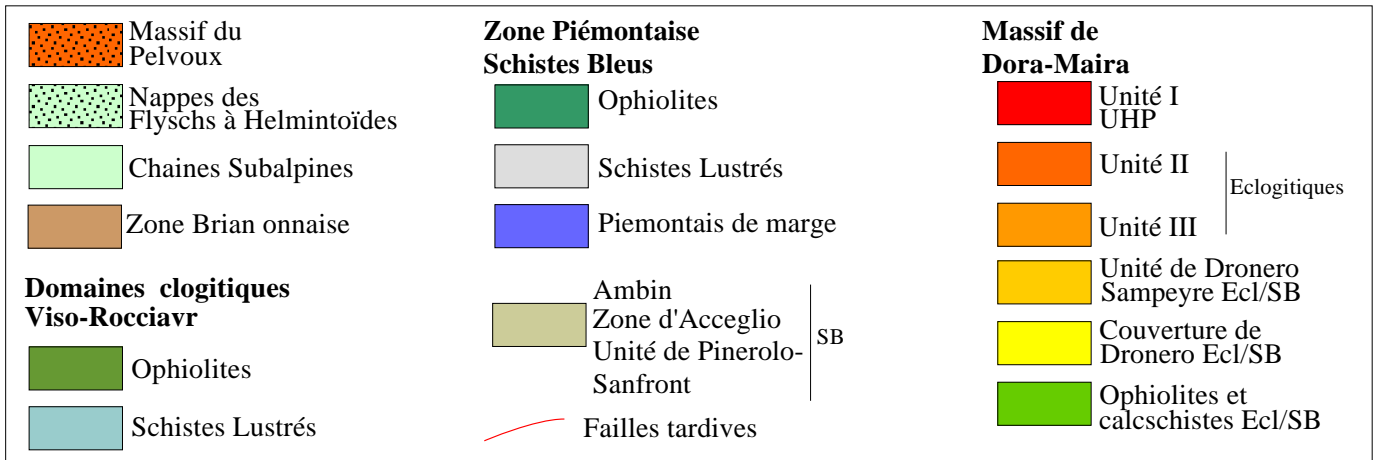 Massif du
Pelvoux
Nappes des
Flyschs à Helmintoïdes
Chaines Subalpines
Zone Brian onnaise
Domaines clogitiques
Viso-Rocciavr
Ophiolites
Schistes Lustrés
Zone Piémontaise
Schistes Bleus
Ophiolites
Schistes Lustrés
Piemontais de marge
Ambin
Zone d'Acceglio
Unité de Pinerolo-
Sanfront
SB
Failles tardives
Massif de
Dora-Maira
Unité I
UHP
Unité II
Unité III
Eclogitiques
Unité de Dronero
Sampeyre Ecl/SB
Couverture de
Dronero Ecl/SB
Ophiolites et
calcschistes Ecl/SB